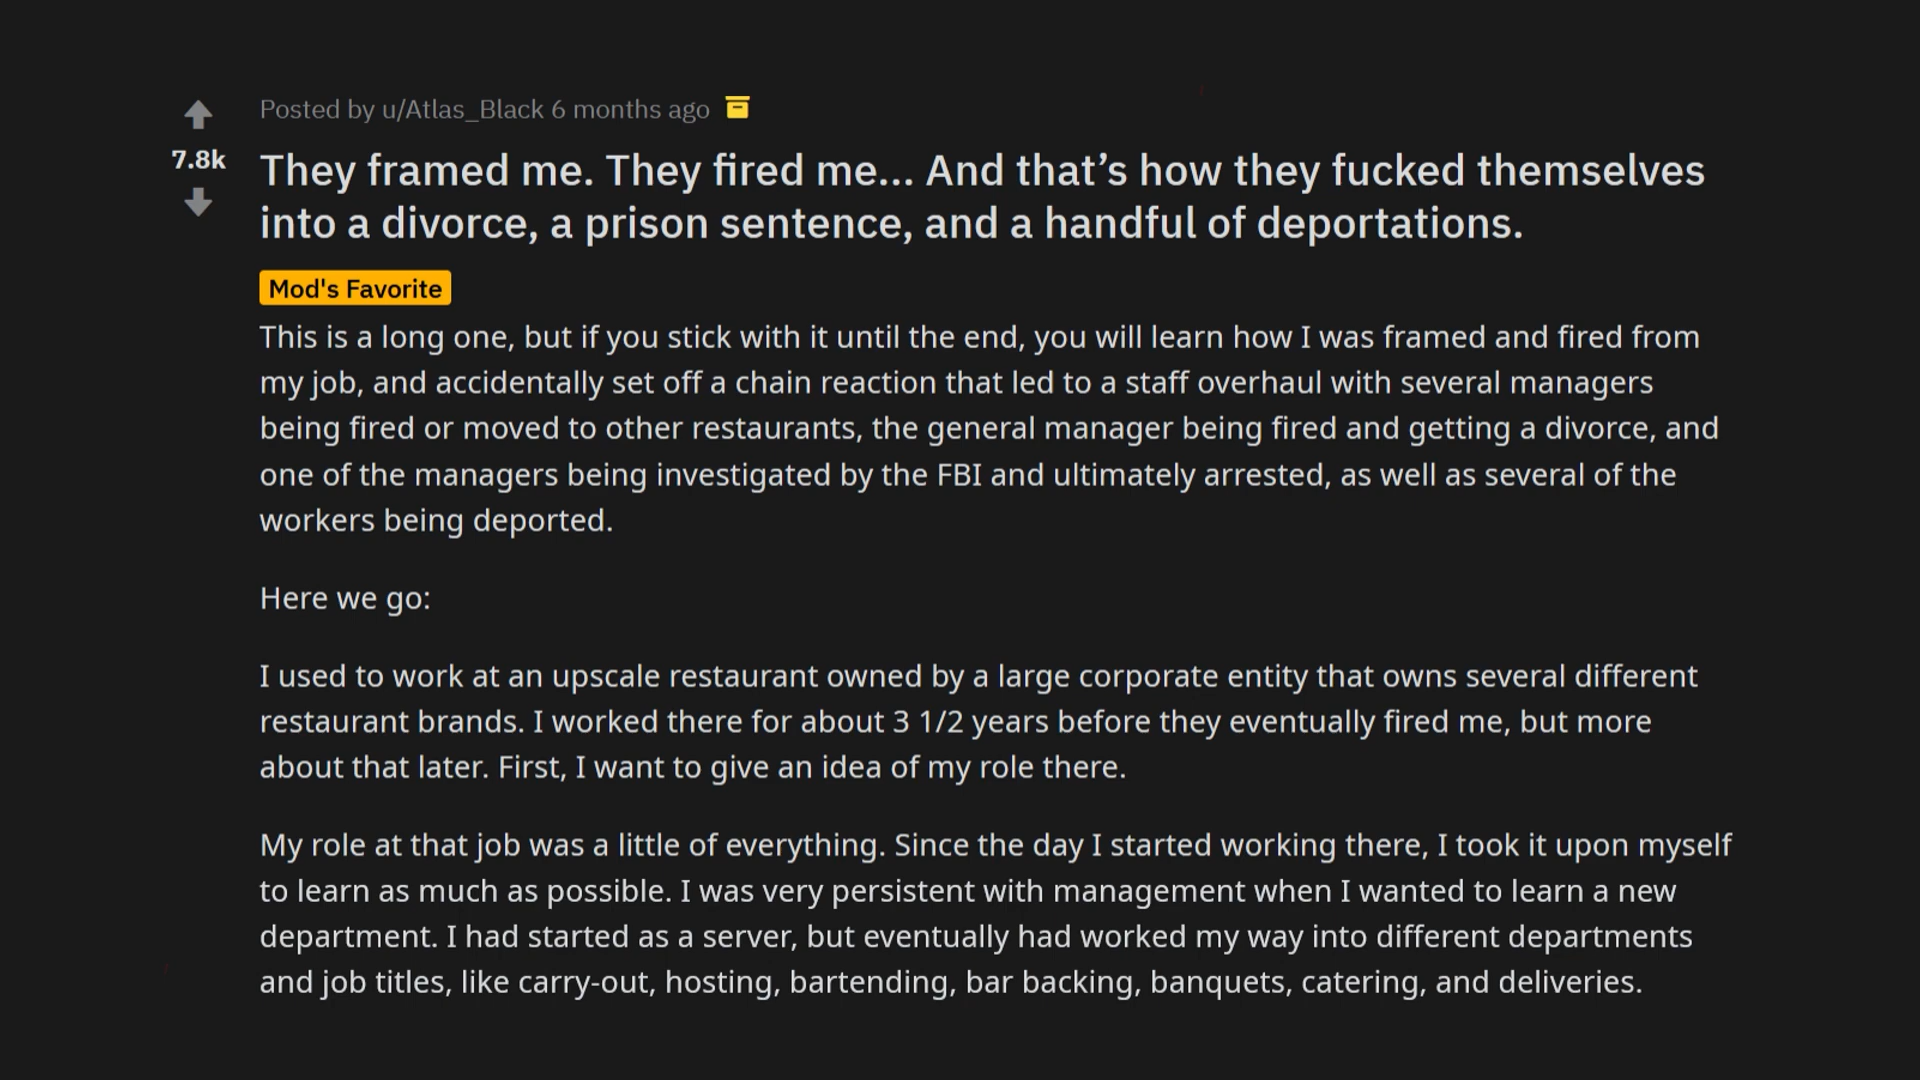 Posted by u/Atlas_Black 6 months ago
7.8k
They framed me. They fired me... And that’s how they fucked themselves
into a divorce, a prison sentence, and a handful of deportations.
Mod's Favorite
This is a long one, but if you stick with it until the end, you will learn how I was framed and fired from
my job, and accidentally set off a chain reaction that led to a staff overhaul with several managers
being fired or moved to other restaurants, the general manager being fired and getting a divorce, and
one of the managers being investigated by the FBI and ultimately arrested, as well as several of the
workers being deported.
Here we go:
I used to work at an upscale restaurant owned by a large corporate entity that owns several different
restaurant brands. I worked there for about 3 1/2 years before they eventually fired me, but more
about that later. First, I want to give an idea of my role there.
My role at that job was a little of everything. Since the day I started working there, I took it upon myself
to learn as much as possible. I was very persistent with management when I wanted to learn a new
department. I had started as a server, but eventually had worked my way into different departments
and job titles, like carry-out, hosting, bartending, bar backing, banquets, catering, and deliveries.